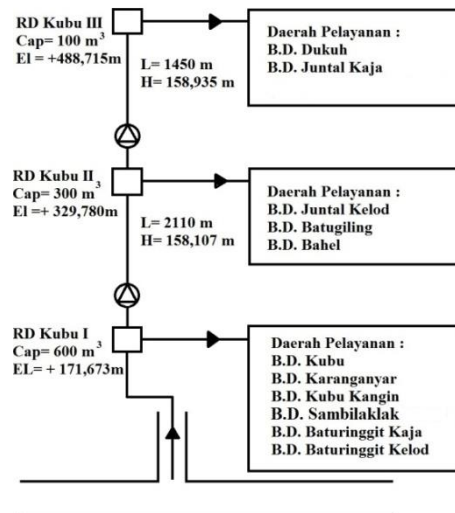 RD Kubu III
Cap= 100 m³
El = +488,715m
L= 1450 m
H= 158,935 m
Daerah Pelayanan :
B.D. Dukuh
B.D. Juntal Kaja
RD Kubu II
Cap= 300 m³
El =+ 329,780m
L= 2110 m
H= 158,107 m
Daerah Pelayanan :
B.D. Juntal Kelod
B.D. Batugiling
B.D. Bahel
RD Kubu I
Cap= 600 m³
EL= + 171,673m
Daerah Pelayanan :
B.D. Kubu
B.D. Karanganyar
B.D. Kubu Kangin
B.D. Sambilaklak
B.D. Baturinggit Kaja
B.D. Baturinggit Kelod